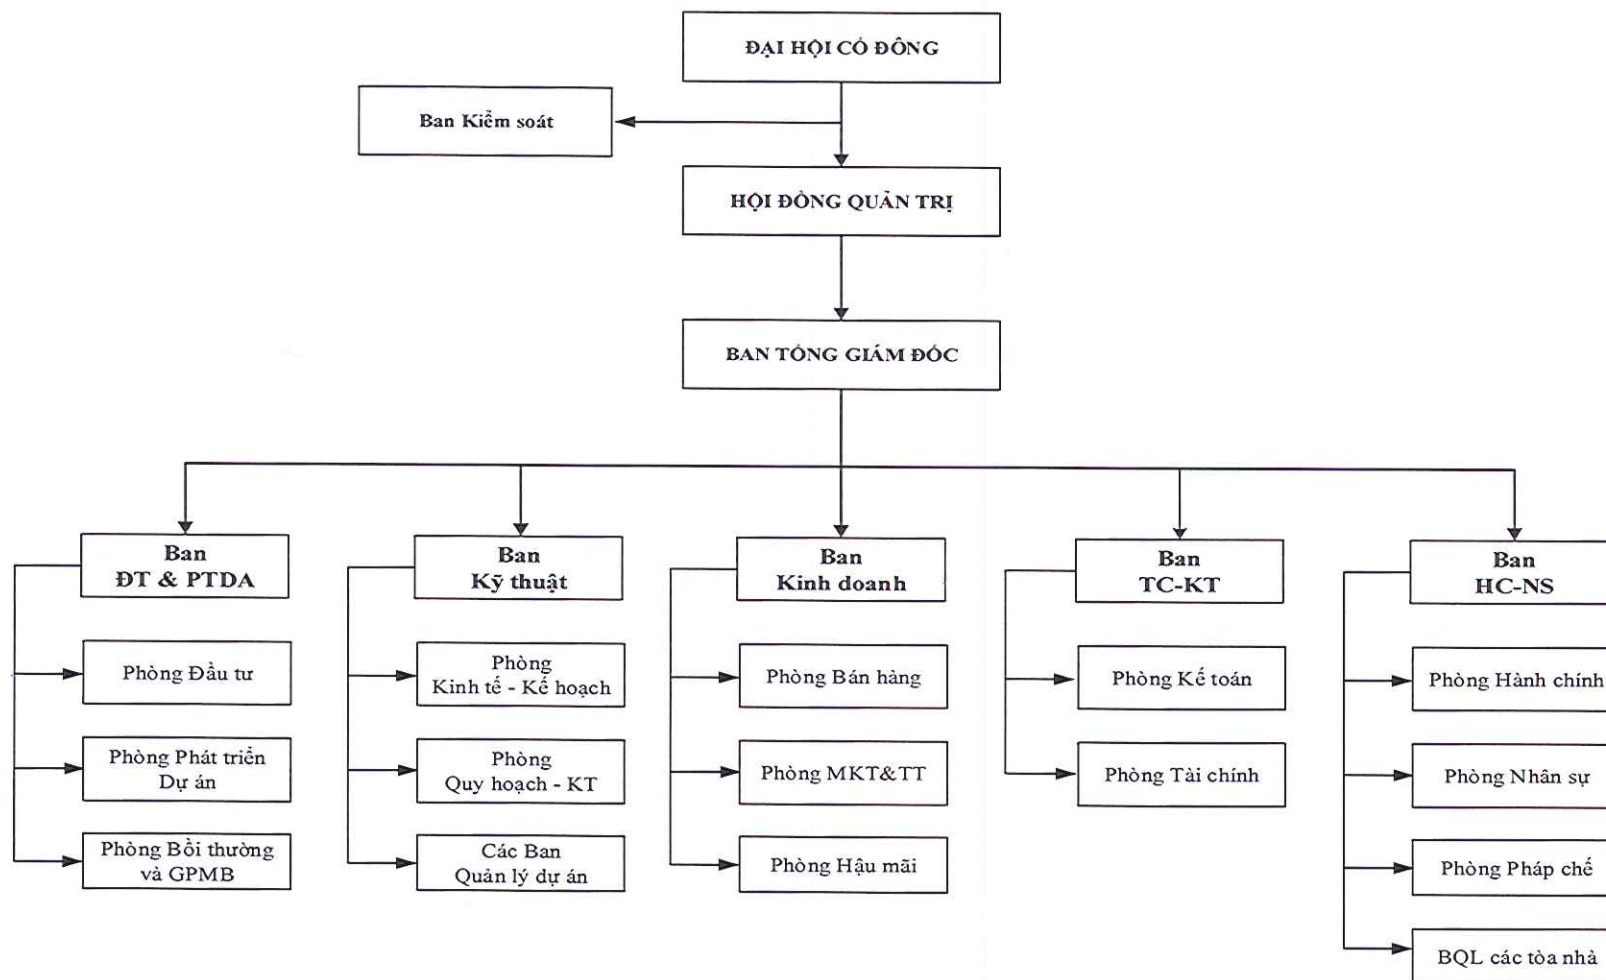 ĐẠI HỘI CỔ ĐÔNG
Ban Kiểm soát
HỘI ĐỒNG QUẢN TRỊ
BAN TỔNG GIÁM ĐỐC
Ban
ĐT & PTDA
Phòng Đầu tư
Phòng Phát triển
Dự án
Phòng Bồi thường
và GPMB
Ban
Kỹ thuật
Phòng
Kinh tế - Kế hoạch
Phòng
Quy hoạch - KT
Các Ban
Quản lý dự án
Ban
Kinh doanh
Phòng Bán hàng
Phòng MKT&TT
Phòng Hậu mãi
Ban
TC-KT
Phòng Kế toán
Phòng Tài chính
Ban
HC-NS
Phòng Hành chính
Phòng Nhân sự
Phòng Pháp chế
BQL các tòa nhà